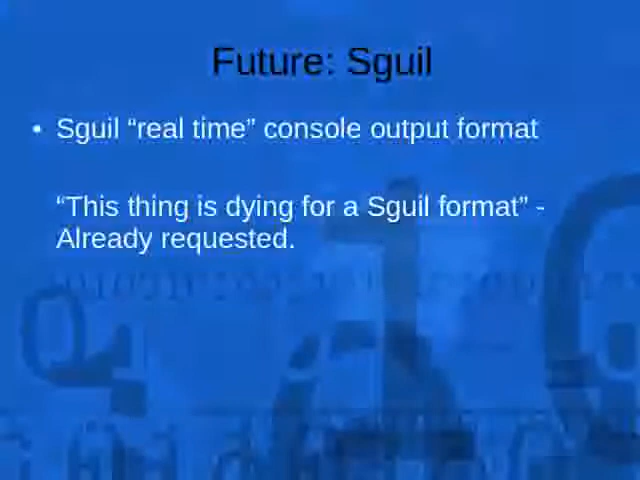 Future: Sguil
• Sguil “real time” console output format
“This thing is dying for a Sguil format” -
Already requested.